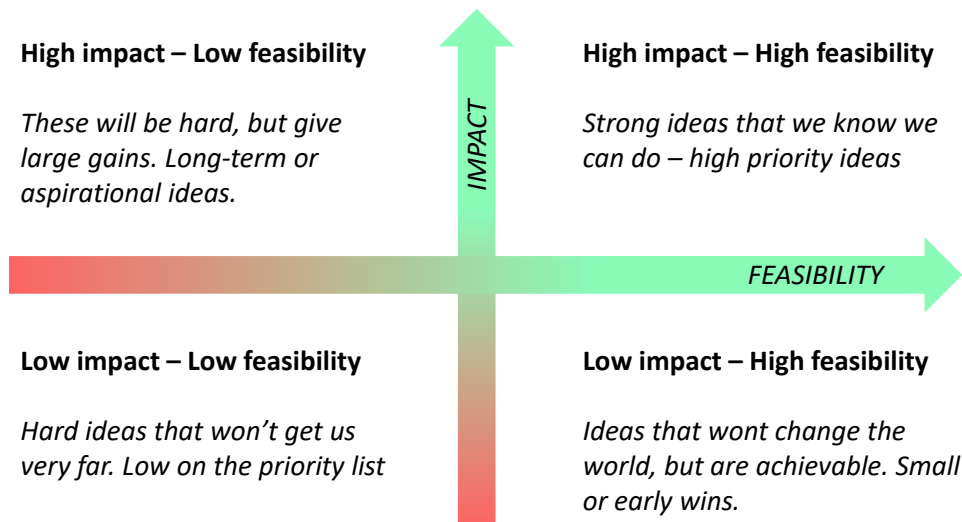 High impact – Low feasibility
These will be hard, but give
large gains. Long-term or
aspirational ideas.
IMPACT
High impact – High feasibility
Strong ideas that we know we
can do – high priority ideas
FEASIBILITY
Low impact – Low feasibility
Hard ideas that won’t get us
very far. Low on the priority list
Low impact – High feasibility
Ideas that wont change the
world, but are achievable. Small
or early wins.